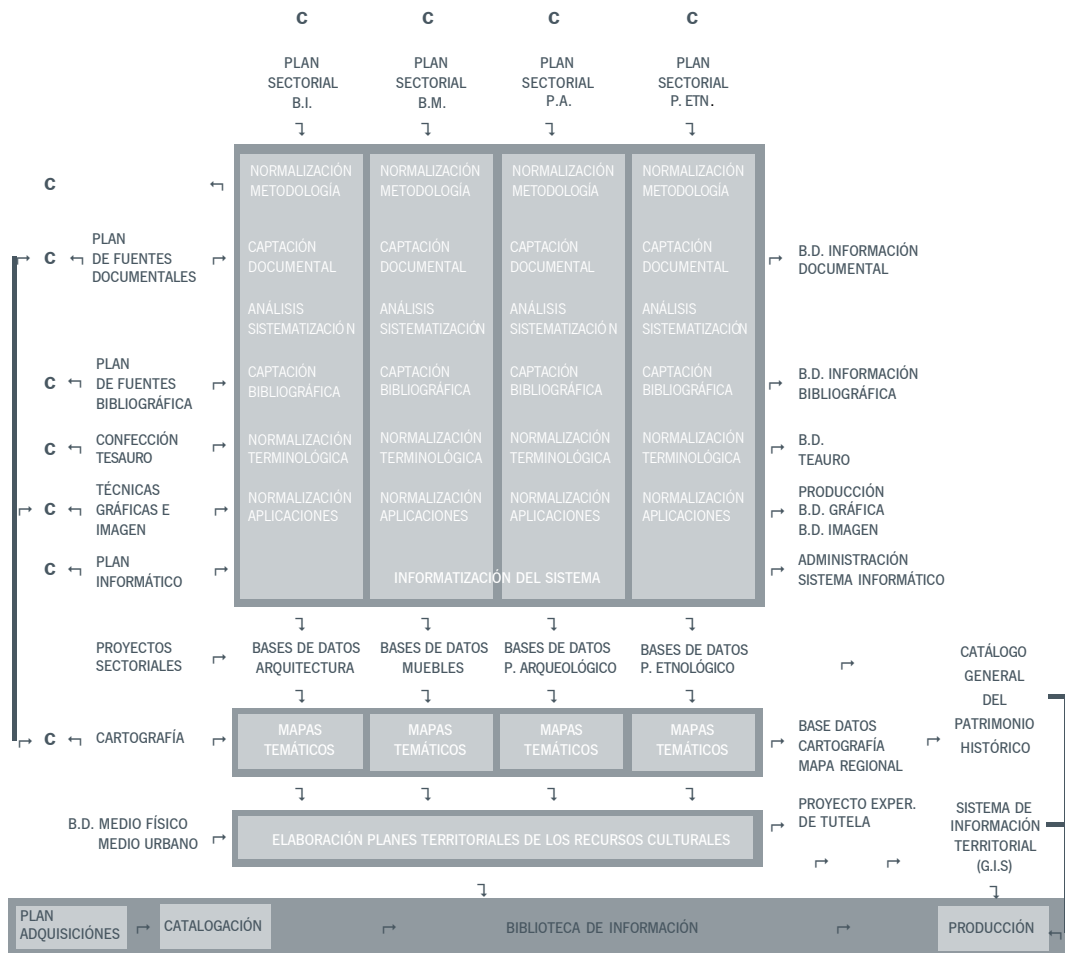 C C C C
PLAN
SECTORIAL
B.I.
PLAN
SECTORIAL
B.M.
PLAN
SECTORIAL
P.A.
PLAN
SECTORIAL
P. ETN.
C
NORMALIZACIÓN
METODOLOGÍA
NORMALIZACIÓN
METODOLOGÍA
NORMALIZACIÓN
METODOLOGÍA
NORMALIZACIÓN
METODOLOGÍA
C
PLAN
DE FUENTES
DOCUMENTALES
CAPTACIÓN
DOCUMENTAL
CAPTACIÓN
DOCUMENTAL
CAPTACIÓN
DOCUMENTAL
CAPTACIÓN
DOCUMENTAL
B.D. INFORMACIÓN
DOCUMENTAL
ANÁLISIS
SISTEMATIZACIÓN
ANÁLISIS
SISTEMATIZACIÓN
ANÁLISIS
SISTEMATIZACIÓN
ANÁLISIS
SISTEMATIZACIÓN
C
PLAN
DE FUENTES
BIBLIOGRÁFICA
CAPTACIÓN
BIBLIOGRÁFICA
CAPTACIÓN
BIBLIOGRÁFICA
CAPTACIÓN
BIBLIOGRÁFICA
CAPTACIÓN
BIBLIOGRÁFICA
B.D. INFORMACIÓN
BIBLIOGRÁFICA
C
CONFECCIÓN
TESAURO
NORMALIZACIÓN
TERMINOLÓGICA
NORMALIZACIÓN
TERMINOLÓGICA
NORMALIZACIÓN
TERMINOLÓGICA
NORMALIZACIÓN
TERMINOLÓGICA
B.D.
TEAURO
C
TÉCNICAS
GRÁFICAS E
IMAGEN
NORMALIZACIÓN
APLICACIONES
NORMALIZACIÓN
APLICACIONES
NORMALIZACIÓN
APLICACIONES
NORMALIZACIÓN
APLICACIONES
PRODUCCIÓN
B.D. GRÁFICA
B.D. IMAGEN
C
PLAN
INFORMÁTICO
INFORMATIZACIÓN DEL SISTEMA
ADMINISTRACIÓN
SISTEMA INFORMÁTICO
PROYECTOS
SECTORIALES
BASES DE DATOS
ARQUITECTURA
BASES DE DATOS
MUEBLES
BASES DE DATOS
P. ARQUEOLÓGICO
BASES DE DATOS
P. ETNOLÓGICO
CATÁLOGO
GENERAL
DEL
PATRIMONIO
HISTÓRICO
C
CARTOGRAFÍA
MAPAS
TEMÁTICOS
MAPAS
TEMÁTICOS
MAPAS
TEMÁTICOS
MAPAS
TEMÁTICOS
BASE DATOS
CARTOGRAFÍA
MAPA REGIONAL
B.D. MEDIO FÍSICO
MEDIO URBANO
ELABORACIÓN PLANES TERRITORIALES DE LOS RECURSOS CULTURALES
PROYECTO EXPER.
DE TUTELA
SISTEMA DE
INFORMACIÓN
TERRITORIAL
(G.I.S)
PLAN
ADQUISICIÓNES
CATALOGACIÓN
BIBLIOTECA DE INFORMACIÓN
PRODUCCIÓN